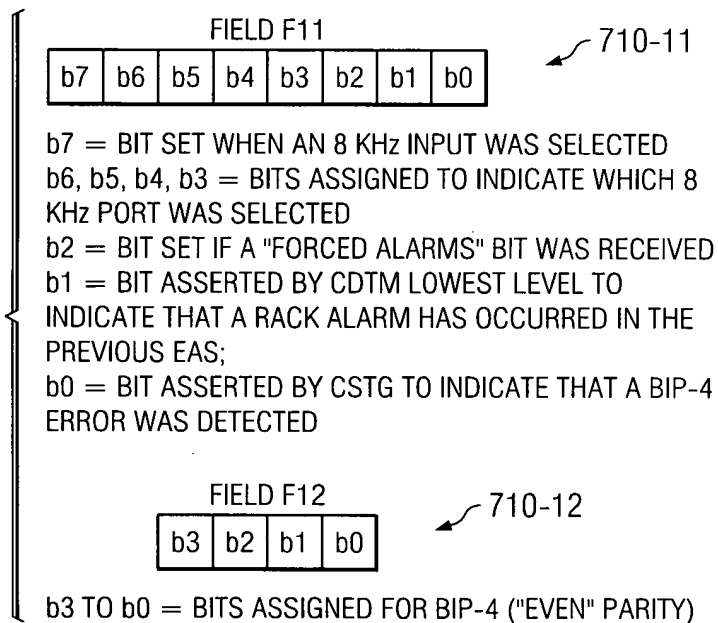 FIELD F11
710-11
b7 b6 b5 b4 b3 b2 b1 b0
b7 = BIT SET WHEN AN 8 KHz INPUT WAS SELECTED
b6, b5, b4, b3 = BITS ASSIGNED TO INDICATE WHICH 8
KHz PORT WAS SELECTED
b2 = BIT SET IF A "FORCED ALARMS" BIT WAS RECEIVED
b1 = BIT ASSERTED BY CDTM LOWEST LEVEL TO
INDICATE THAT A RACK ALARM HAS OCCURRED IN THE
PREVIOUS EAS;
b0 = BIT ASSERTED BY CSTG TO INDICATE THAT A BIP-4
ERROR WAS DETECTED
FIELD F12
710-12
b3 b2 b1 b0
b3 TO b0 = BITS ASSIGNED FOR BIP-4 ("EVEN" PARITY)